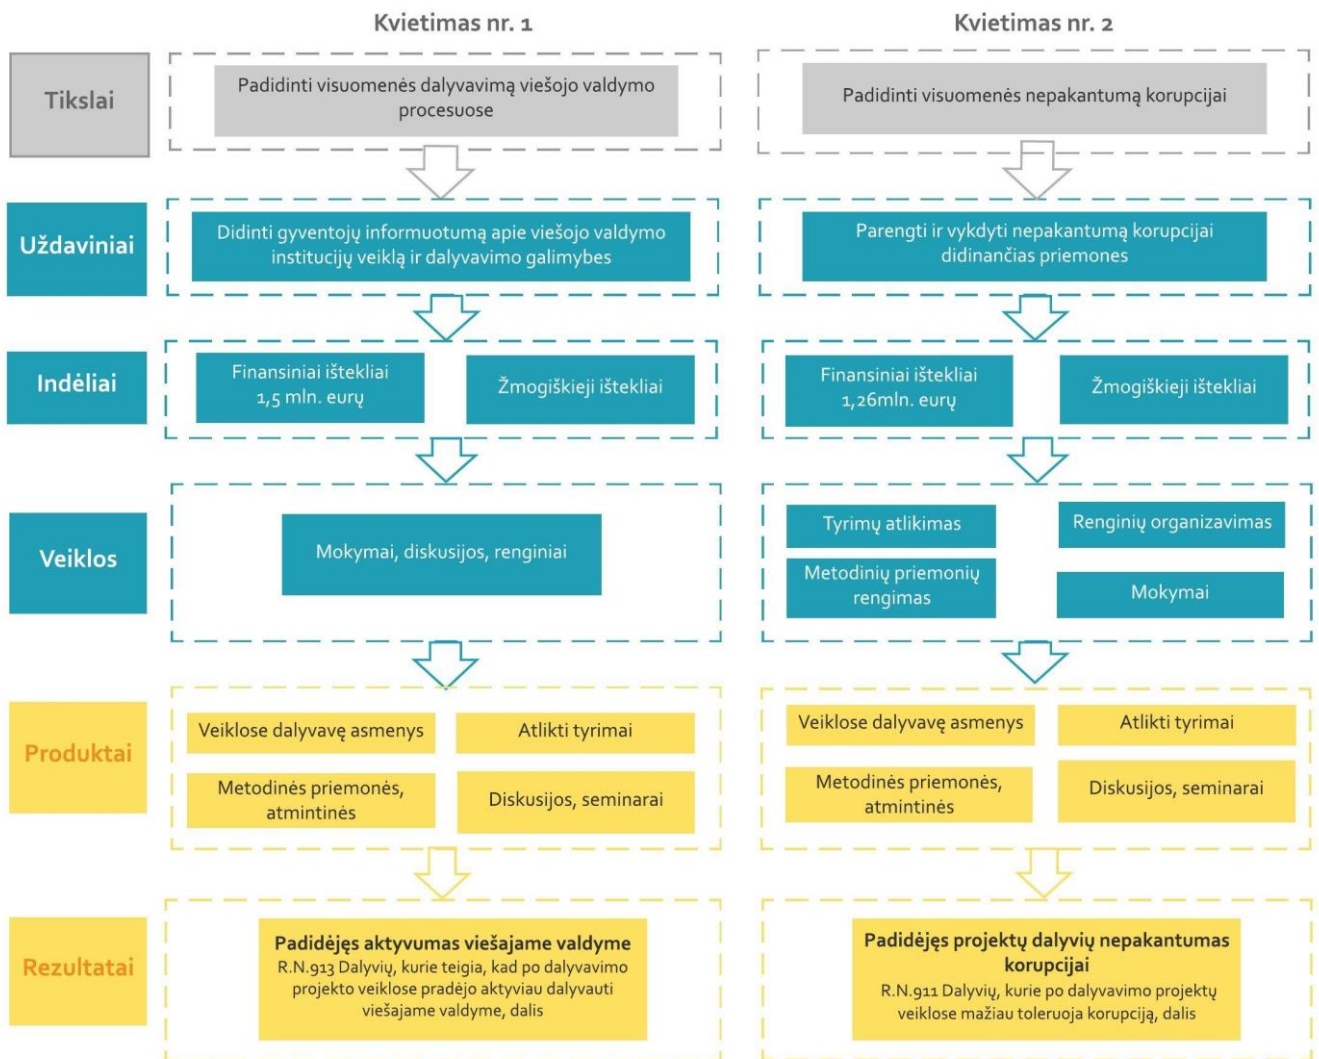 Kvietimas nr. 1
Kvietimas nr. 2
Tikslai
Padidinti visuomenės dalyvavimą viešojo valdymo
procesuose
Padidinti visuomenės nepakantumą korupcijai
Uždaviniai
Didinti gyventojų informuotumą apie viešojo valdymo
institucijų veiklą ir dalyvavimo galimybes
Parengti ir vykdyti nepakantumą korupcijai
didinančias priemones
Indėliai
Finansiniai ištekliai
1,5 mln. eurų
Žmogiškieji ištekliai
Finansiniai ištekliai
1,26mln. eurų
Žmogiškieji ištekliai
Veiklos
Mokymai, diskusijos, renginiai
Tyrimų atlikimas
Renginių organizavimas
Metodinių priemonių
rengimas
Mokymai
Produktai
Veiklose dalyvavę asmenys
Atlikti tyrimai
Metodinės priemonės,
atmintinės
Diskusijos, seminarai
Veiklose dalyvavę asmenys
Atlikti tyrimai
Metodinės priemonės,
atmintinės
Diskusijos, seminarai
Rezultatai
Padidėjęs aktyvumas viešajame valdyme
R.N.913 Dalyvių, kurie teigia, kad po dalyvavimo
projekto veiklose pradėjo aktyviau dalyvauti
viešajame valdyme, dalis
Padidėjęs projektų dalyvių nepakantumas
korupcijai
R.N.911 Dalyvių, kurie po dalyvavimo projektų
veiklose mažiau toleruoja korupciją, dalis